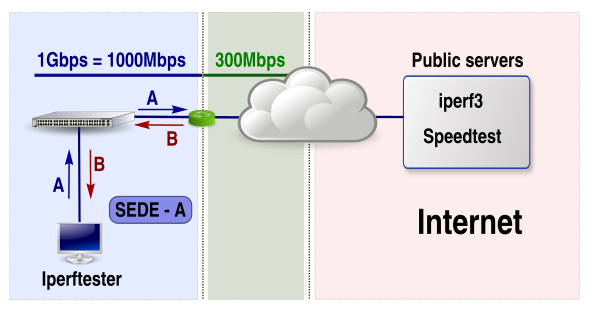 1Gbps = 1000Mbps
300Mbps
Public servers
A
iperf3
B
Speedtest
A
B
SEDE - A
Internet
Iperftester